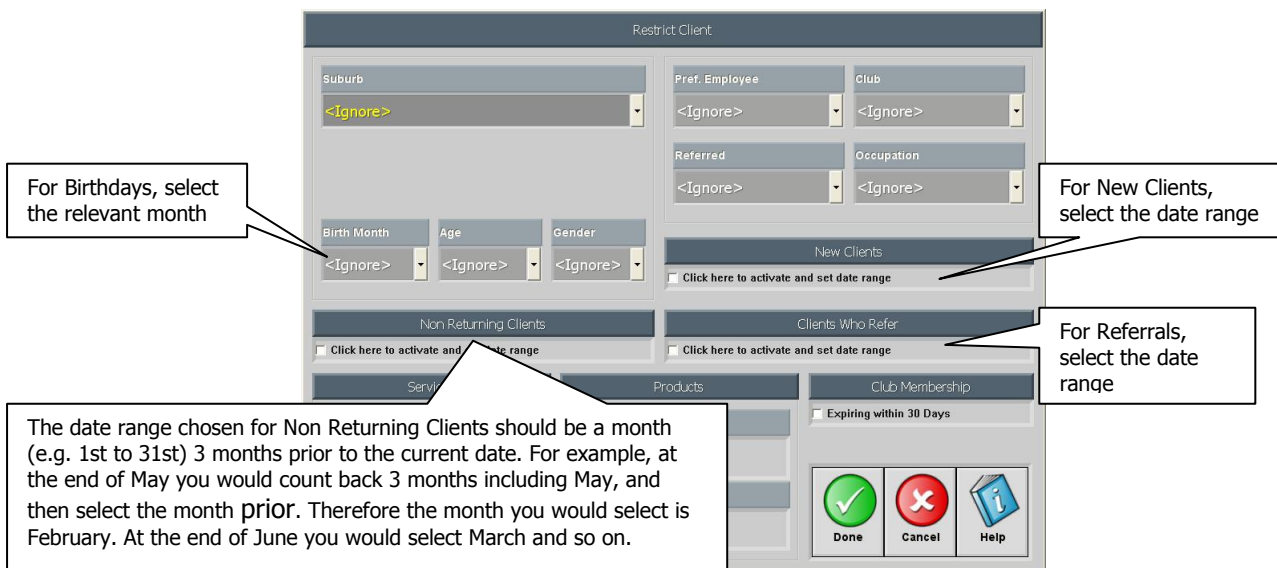 Restrict Client
Suburb
<Ignore>
Pref. Employee
Club
<Ignore>
<Ignore>
Referred
Occupation
<Ignore>
<Ignore>
For Birthdays, select
the relevant month
For New Clients,
select the date range
Birth Month
Age
Gender
<Ignore>
<Ignore>
<Ignore>
New Clients
Click here to activate and set date range
Non Returning Clients
Click here to activate and date range
Clients Who Refer
Click here to activate and set date range
For Referrals,
select the date
range
Products
Club Membership
Expiring within 30 Days
The date range chosen for Non Returning Clients should be a month
(e.g. 1st to 31st) 3 months prior to the current date. For example, at
the end of May you would count back 3 months including May, and
then select the month prior. Therefore the month you would select is
February. At the end of June you would select March and so on.
Done
Cancel
Help